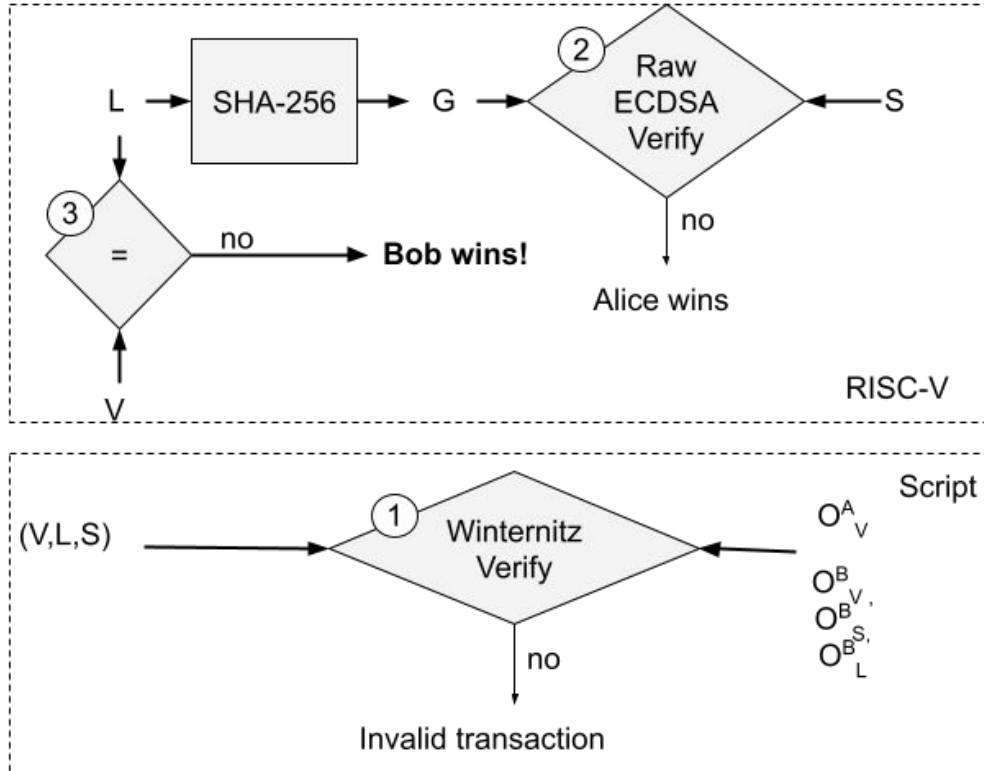 2
Raw
ECDSA
Verify
L
SHA-256
G
S
3
=
no
Bob wins!
no
Alice wins
V
RISC-V
Script
1
(V,L,S)
Winternitz
Verify
O^A_V
O^B_V,
O^B_S,
O^B_L
no
Invalid transaction